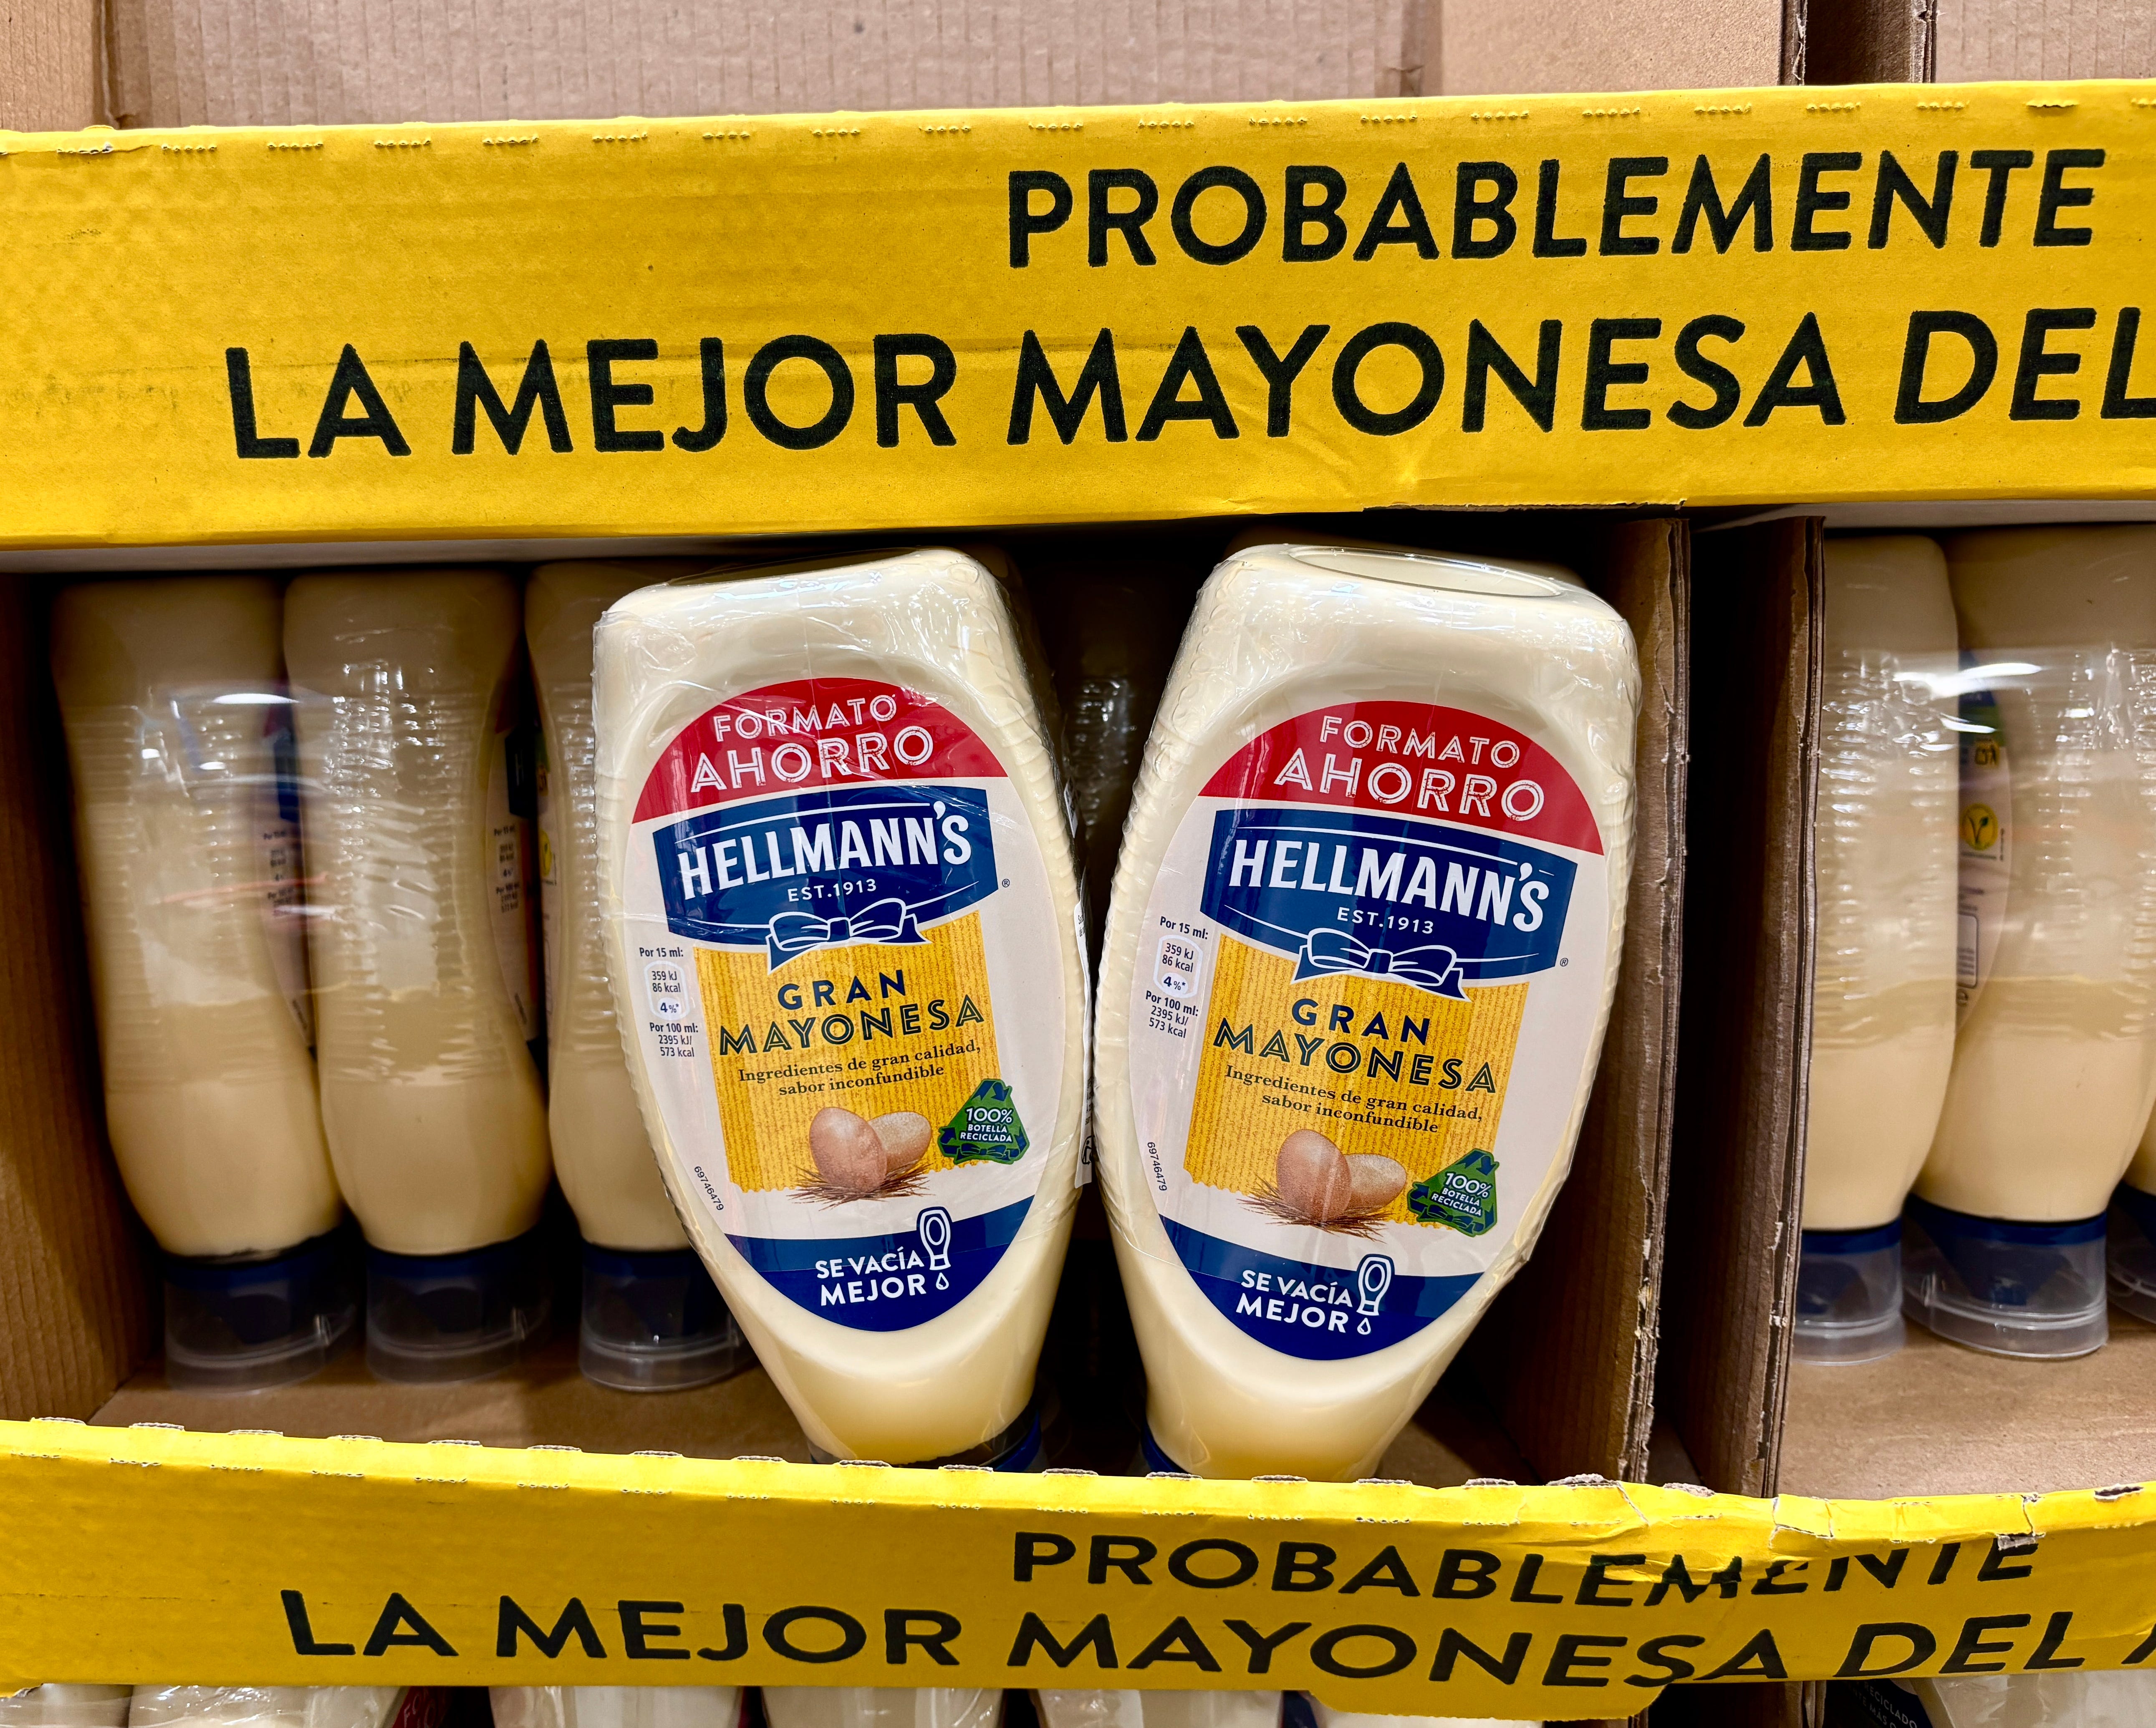 PROBABLEMENTE
LA MEJOR MAYONESA DEL
FORMATO
AHORRO
HELLMANN'S
EST.1913
®
Por 15 ml:
359 kJ
86 kcal
4%*
Por 100 ml:
2395 kJ/
573 kcal
GRAN
MAYONESA
Ingredientes de gran calidad,
sabor inconfundible
100%
BOTELLA
RECICLADA
69746479
SE VACÍA
MEJOR
FORMATO
AHORRO
HELLMANN'S
EST.1913
®
Por 15 ml:
359 kJ
86 kcal
4%*
Por 100 ml:
2395 kJ/
573 kcal
GRAN
MAYONESA
Ingredientes de gran calidad,
sabor inconfundible
100%
BOTELLA
RECICLADA
69746479
SE VACÍA
MEJOR
PROBABLEMENTE
LA MEJOR MAYONESA DEL